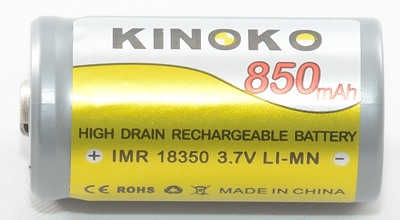 KINOKO
850mAh
HIGH DRAIN RECHARGEABLE BATTERY
+ IMR 18350 3.7V LI-MN -
CE ROHS MADE IN CHINA